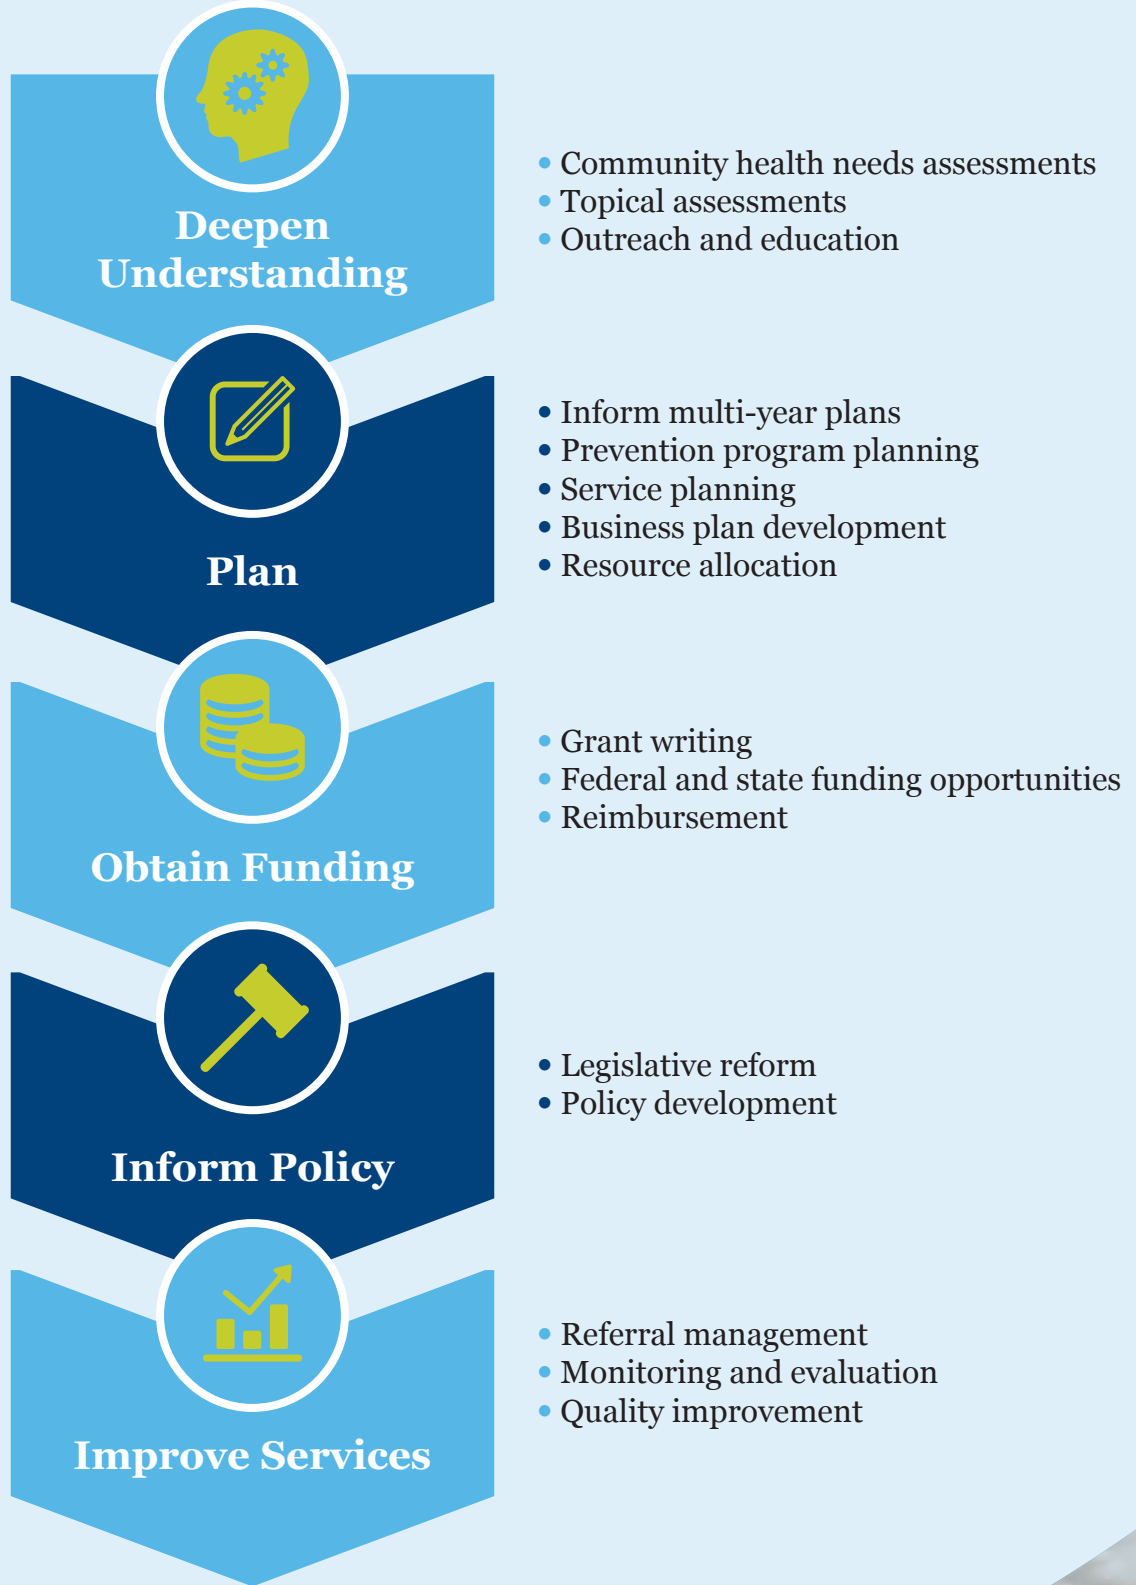 Deepen
Understanding
• Community health needs assessments
• Topical assessments
• Outreach and education
Plan
• Inform multi-year plans
• Prevention program planning
• Service planning
• Business plan development
• Resource allocation
Obtain Funding
• Grant writing
• Federal and state funding opportunities
• Reimbursement
Inform Policy
• Legislative reform
• Policy development
Improve Services
• Referral management
• Monitoring and evaluation
• Quality improvement